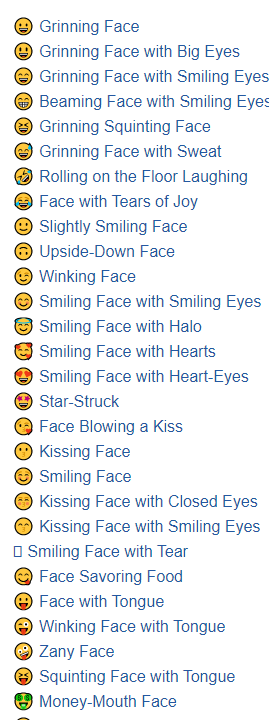 😀 Grinning Face
😃 Grinning Face with Big Eyes
😄 Grinning Face with Smiling Eyes
😁 Beaming Face with Smiling Eyes
😆 Grinning Squinting Face
😅 Grinning Face with Sweat
🤣 Rolling on the Floor Laughing
😂 Face with Tears of Joy
🙂 Slightly Smiling Face
🙃 Upside-Down Face
😉 Winking Face
😊 Smiling Face with Smiling Eyes
😇 Smiling Face with Halo
🥰 Smiling Face with Hearts
😍 Smiling Face with Heart-Eyes
🤩 Star-Struck
😘 Face Blowing a Kiss
😗 Kissing Face
☺ Smiling Face
😚 Kissing Face with Closed Eyes
😙 Kissing Face with Smiling Eyes
▯ Smiling Face with Tear
😋 Face Savoring Food
😛 Face with Tongue
😜 Winking Face with Tongue
🤪 Zany Face
😝 Squinting Face with Tongue
🤑 Money-Mouth Face